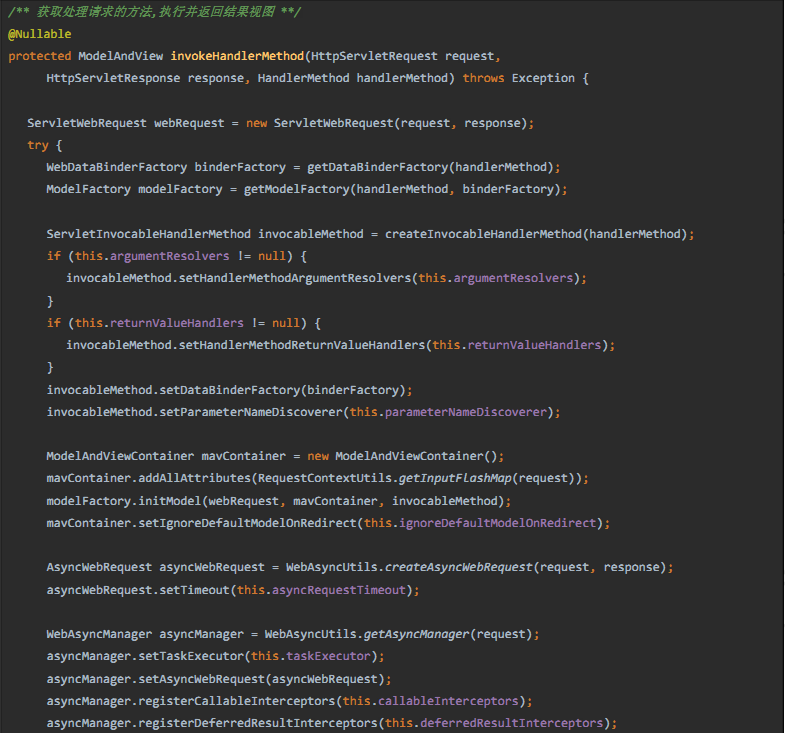 /** 获取处理请求的方法,执行并返回结果视图 **/
@Nullable
protected ModelAndView invokeHandlerMethod(HttpServletRequest request,
HttpServletResponse response, HandlerMethod handlerMethod) throws Exception {
ServletWebRequest webRequest = new ServletWebRequest(request, response);
try {
WebDataBinderFactory binderFactory = getDataBinderFactory(handlerMethod);
ModelFactory modelFactory = getModelFactory(handlerMethod, binderFactory);
ServletInvocableHandlerMethod invocableMethod = createInvocableHandlerMethod(handlerMethod);
if (this.argumentResolvers != null) {
invocableMethod.setHandlerMethodArgumentResolvers(this.argumentResolvers);
}
if (this.returnValueHandlers != null) {
invocableMethod.setHandlerMethodReturnValueHandlers(this.returnValueHandlers);
}
invocableMethod.setDataBinderFactory(binderFactory);
invocableMethod.setParameterNameDiscoverer(this.parameterNameDiscoverer);
ModelAndViewContainer mavContainer = new ModelAndViewContainer();
mavContainer.addAllAttributes(RequestContextUtils.getInputFlashMap(request));
modelFactory.initModel(webRequest, mavContainer, invocableMethod);
mavContainer.setIgnoreDefaultModelOnRedirect(this.ignoreDefaultModelOnRedirect);
AsyncWebRequest asyncWebRequest = WebAsyncUtils.createAsyncWebRequest(request, response);
asyncWebRequest.setTimeout(this.asyncRequestTimeout);
WebAsyncManager asyncManager = WebAsyncUtils.getAsyncManager(request);
asyncManager.setTaskExecutor(this.taskExecutor);
asyncManager.setAsyncWebRequest(asyncWebRequest);
asyncManager.registerCallableInterceptors(this.callableInterceptors);
asyncManager.registerDeferredResultInterceptors(this.deferredResultInterceptors);